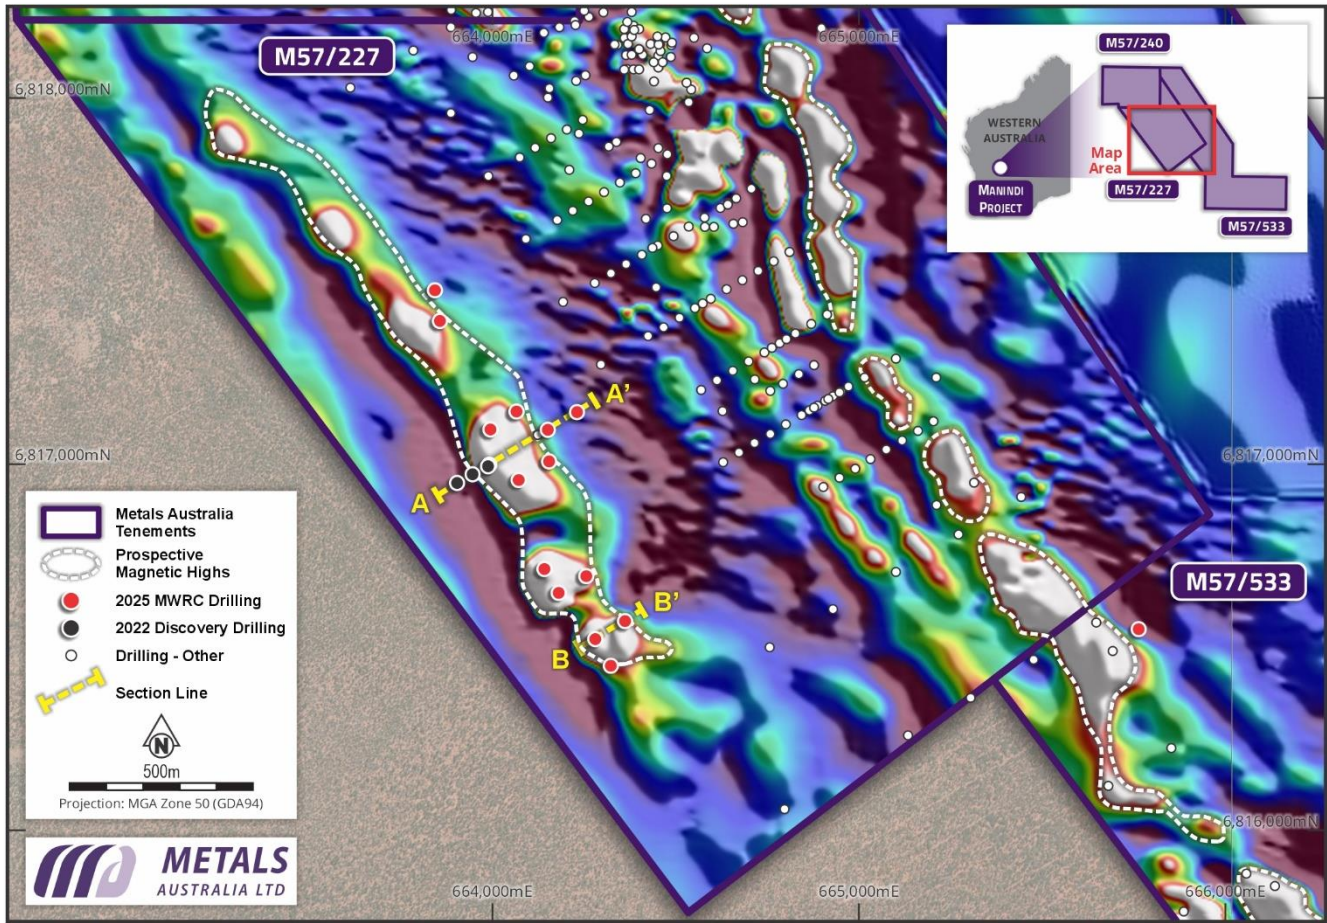 664,000mE
665,000mE
M57/227
6,818,000mN
M57/240
WESTERN
AUSTRALIA
Map
Area
M57/227
MANINDI
PROJECT
M57/533
A'
6,817,000mN
6,817,000mN
A
Metals Australia
Tenements
Prospective
Magnetic Highs
2025 MWRC Drilling
2022 Discovery Drilling
Drilling - Other
Section Line
N
500m
Projection: MGA Zone 50 (GDA94)
M57/533
B'
B
6,816,000mN
METALS
AUSTRALIA LTD
664,000mE
665,000mE
666,000mE